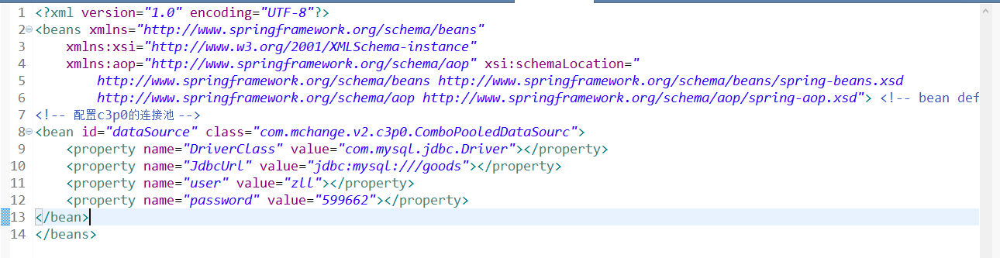 1 <?xml version="1.0" encoding="UTF-8"?>
2 <beans xmlns="http://www.springframework.org/schema/beans"
3 xmlns:xsi="http://www.w3.org/2001/XMLSchema-instance"
4 xmlns:aop="http://www.springframework.org/schema/aop" xsi:schemaLocation="
5 http://www.springframework.org/schema/beans http://www.springframework.org/schema/beans/spring-beans.xsd
6 http://www.springframework.org/schema/aop http://www.springframework.org/schema/aop/spring-aop.xsd"> <!-- bean def
7 <!-- 配置c3p0的连接池 -->
8 <bean id="dataSource" class="com.mchange.v2.c3p0.ComboPooledDataSourc">
9 <property name="DriverClass" value="com.mysql.jdbc.Driver"></property>
10 <property name="JdbcUrl" value="jdbc:mysql:///goods"></property>
11 <property name="user" value="zll"></property>
12 <property name="password" value="599662"></property>
13 </bean>
14 </beans>